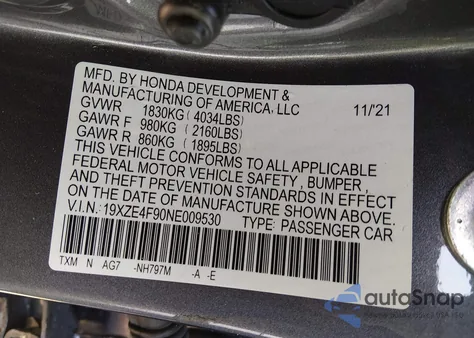 MFD. BY HONDA DEVELOPMENT &
MANUFACTURING OF AMERICA, LLC
GVWR 1830KG ( 4034LBS) 11/'21
GAWR F 980KG ( 2160LBS)
GAWR R 860KG ( 1895LBS)
THIS VEHICLE CONFORMS TO ALL APPLICABLE
FEDERAL MOTOR VEHICLE SAFETY , BUMPER ,
AND THEFT PREVENTION STANDARDS IN EFFECT
ON THE DATE OF MANUFACTURE SHOWN ABOVE.
V.I.N.: 19XZE4F90NE009530 TYPE: PASSENGER CAR
TXM N AG7 -NH797M -A -E
autoSnap